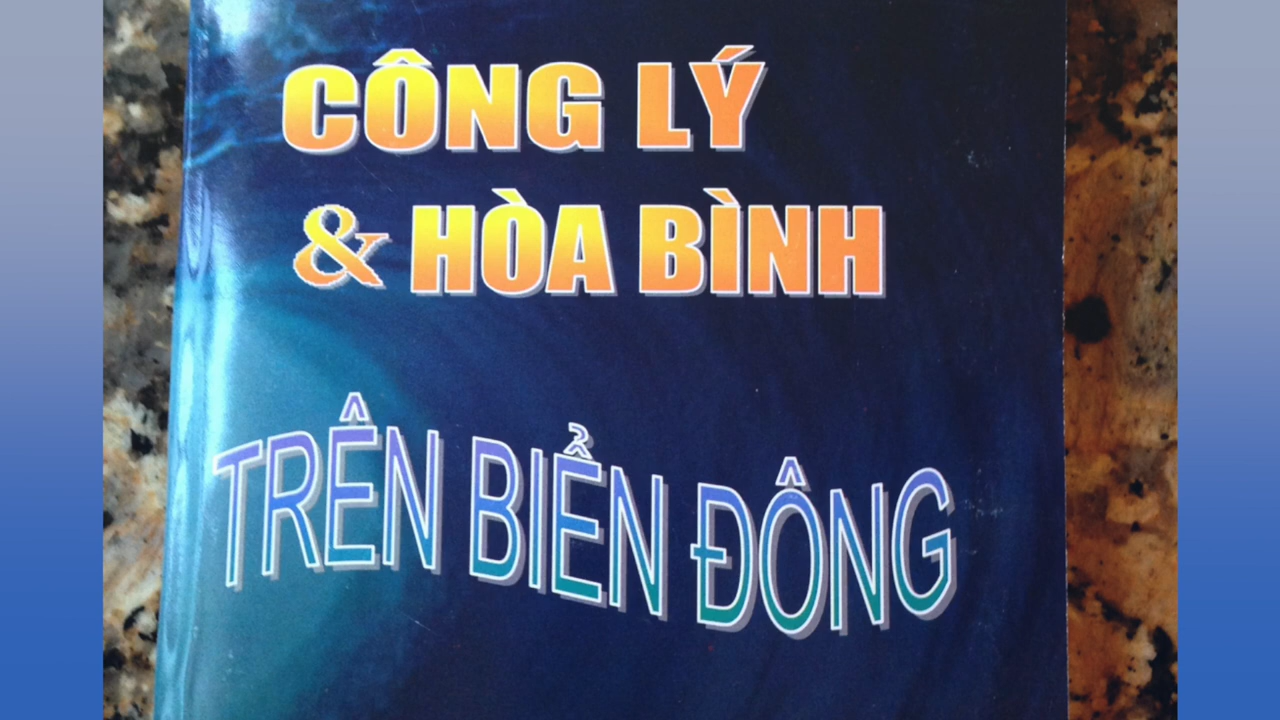 CÔNG LÝ
& HÒA BÌNH
TRÊN BIỂN ĐÔNG